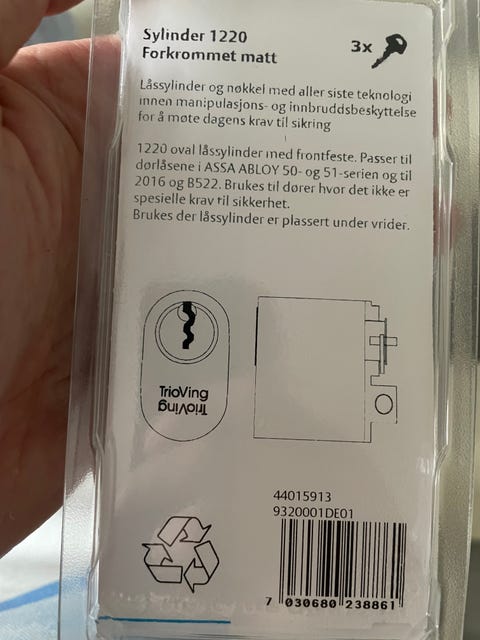 Sylinder 1220
Forkrommet matt
3x
Låssylinder og nøkkel med aller siste teknologi
innen manipulasjons- og innbruddsbeskyttelse
for å møte dagens krav til sikring
1220 oval låssylinder med frontfeste. Passer til
dørlåsene i ASSA ABLOY 50- og 51-serien og til
2016 og B522. Brukes til dører hvor det ikke er
spesielle krav til sikkerhet.
Brukes der låssylinder er plassert under vrider.
TrioVing
TrioVing
44015913
9320001DE01
7 030680 238861